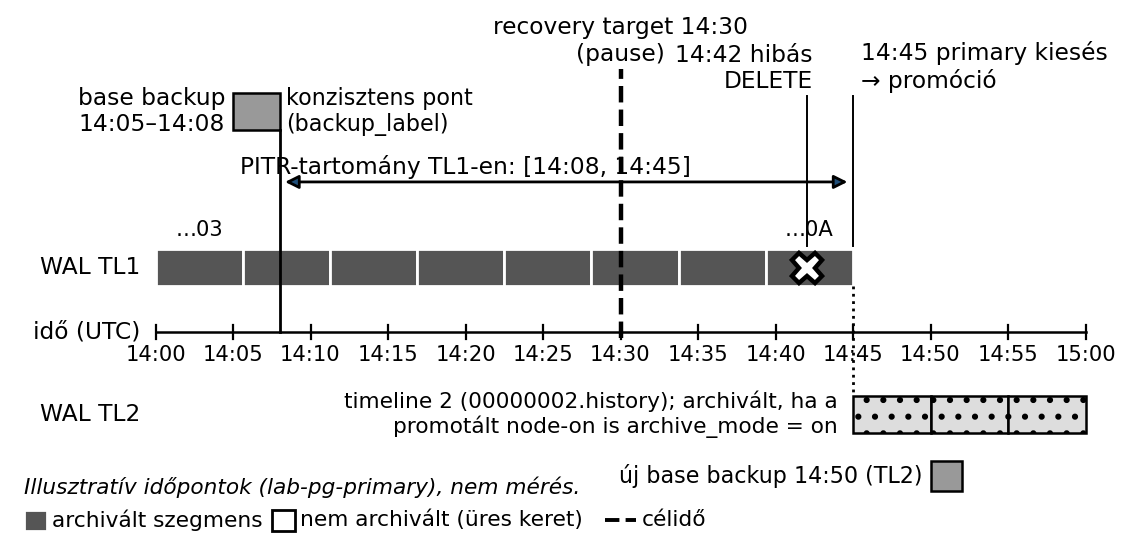 recovery target 14:30
(pause)
14:42 hibás
DELETE
14:45 primary kiesés
→ promóció
base backup
14:05–14:08
konzisztens pont
(backup_label)
PITR-tartomány TL1-en: [14:08, 14:45]
...03
...0A
WAL TL1
idő (UTC)
14:00 14:05 14:10 14:15 14:20 14:25 14:30 14:35 14:40 14:45 14:50 14:55 15:00
WAL TL2
timeline 2 (00000002.history); archivált, ha a
promotált node-on is archive_mode = on
új base backup 14:50 (TL2)
Illusztratív időpontok (lab-pg-primary), nem mérés.
archivált szegmens
nem archivált (üres keret)
célidő